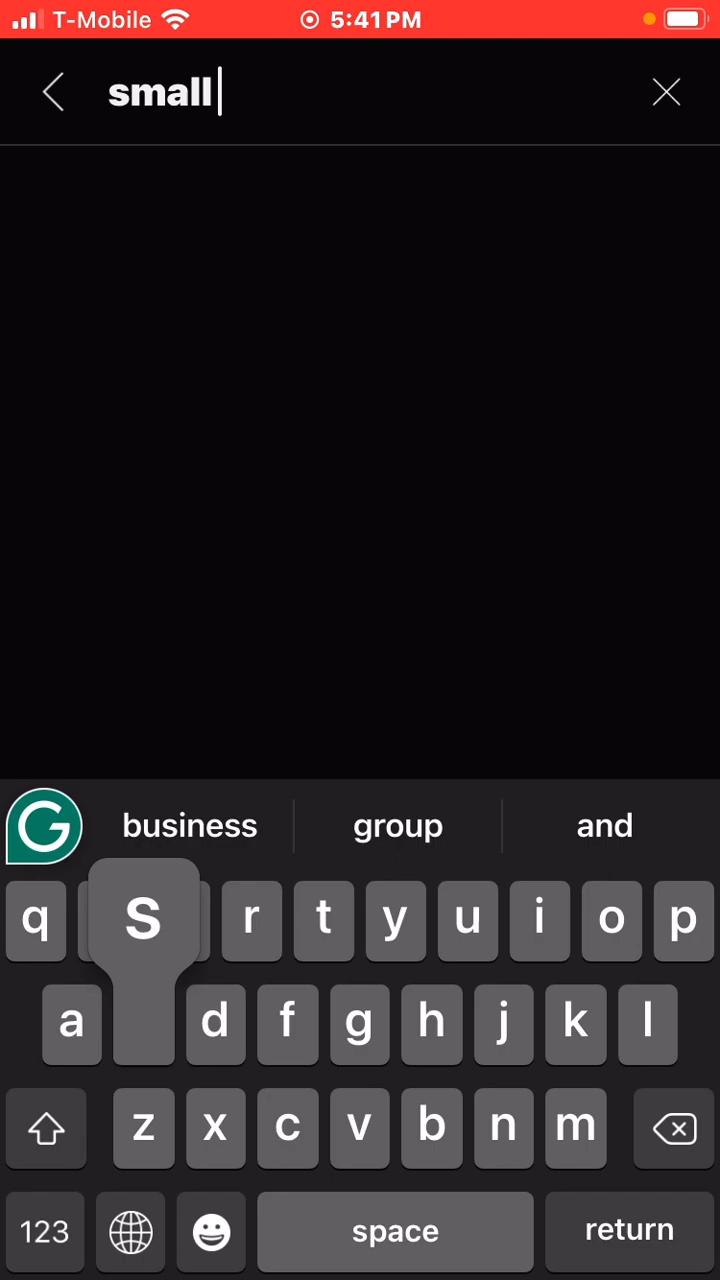 T-Mobile 5:41 PM
small
G business group and
q s r t y u i o p
a d f g h j k l
z x c v b n m
123 space return